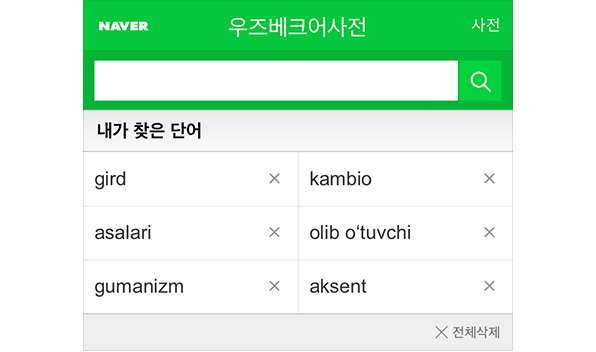 NAVER 우즈베크어사전 사전
내가 찾은 단어
gird kambio
asalari olib o‘tuvchi
gumanizm aksent
전체삭제